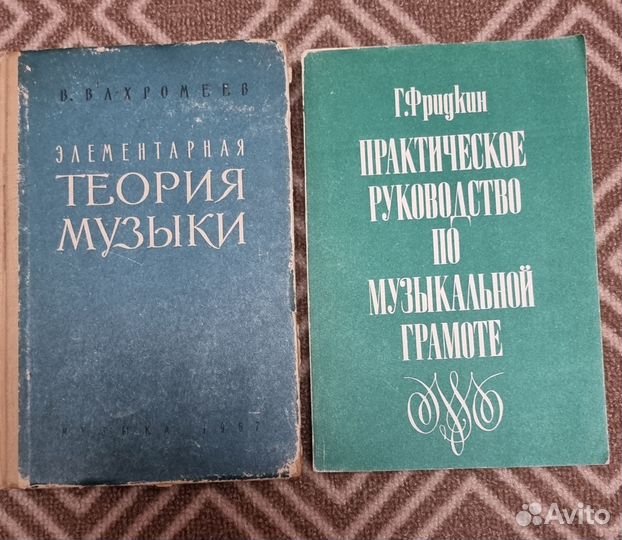 В. ВАХРОМЕЕВ
ЭЛЕМЕНТАРНАЯ
ТЕОРИЯ
МУЗЫКИ
МУЗЫКА 1967
Г. Фридкин
ПРАКТИЧЕСКОЕ
РУКОВОДСТВО
ПО
МУЗЫКАЛЬНОЙ
ГРАМОТЕ
Avito